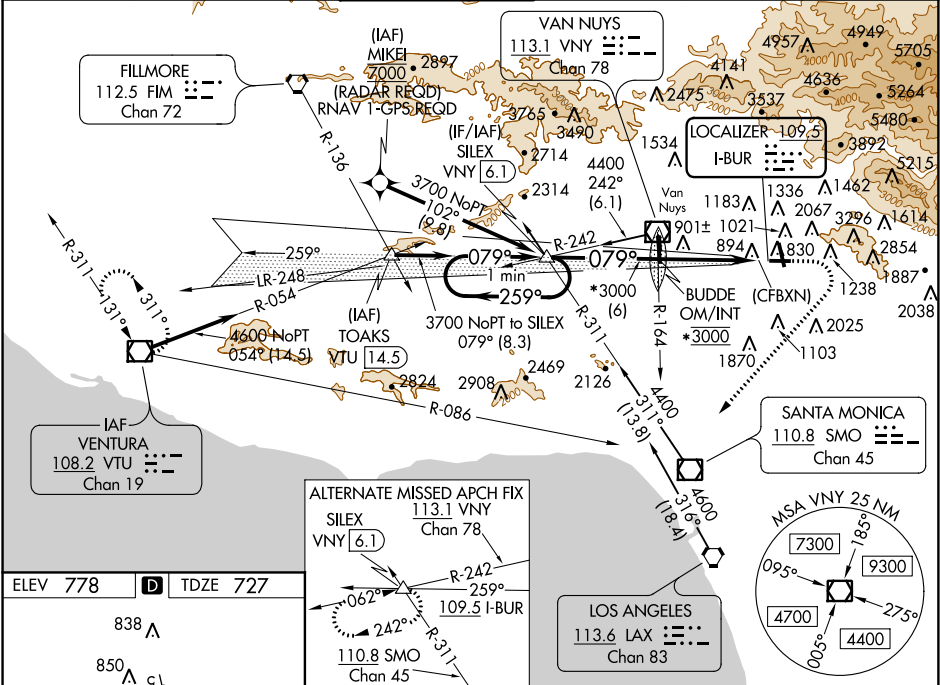 FILLMORE
112.5 FIM
Chan 72
(IAF)
MIKEI
7000
(RADAR REQD)
RNAV 1-GPS REQD
2897
VAN NUYS
113.1 VNY
Chan 78
4957
4949
5705
4141
4636
5264
2475
3537
5480
3765
3490
LOCALIZER 109.5
I-BUR
3892
5215
(IF/IAF)
SILEX
VNY 6.1
2714
2314
4400
242°
(6.1)
1534
Van
Nuys
1183
1336
1462
2067
3296
1614
901±
1021
894
1830
2854
1887
1238
2038
R-136
3700 NoPT
102°
(9.8)
R-242
259°
079°
1 min
259°
079°
LR-248
R-054
R-311
131°
311°
*3000
(6)
BUDDE
OM/INT
*3000
(CFBXN)
R-164
R-311
2025
1103
1870
4600 NoPT
054° (14.5)
(IAF)
TOAKS
VTU 14.5
3700 NoPT to SILEX
079° (8.3)
2824
2908
2469
2126
R-086
4400
311°
(13.8)
4600
316°
(18.4)
IAF
VENTURA
108.2 VTU
Chan 19
SANTA MONICA
110.8 SMO
Chan 45
ALTERNATE MISSED APCH FIX
113.1 VNY
Chan 78
SILEX
VNY 6.1
R-242
259°
109.5 I-BUR
062°
242°
R-311
110.8 SMO
Chan 45
LOS ANGELES
113.6 LAX
Chan 83
MSA VNY 25 NM
185°
7300
9300
095°
275°
4700
4400
005°
ELEV 778
D
TDZE 727
838
850
4000
2000